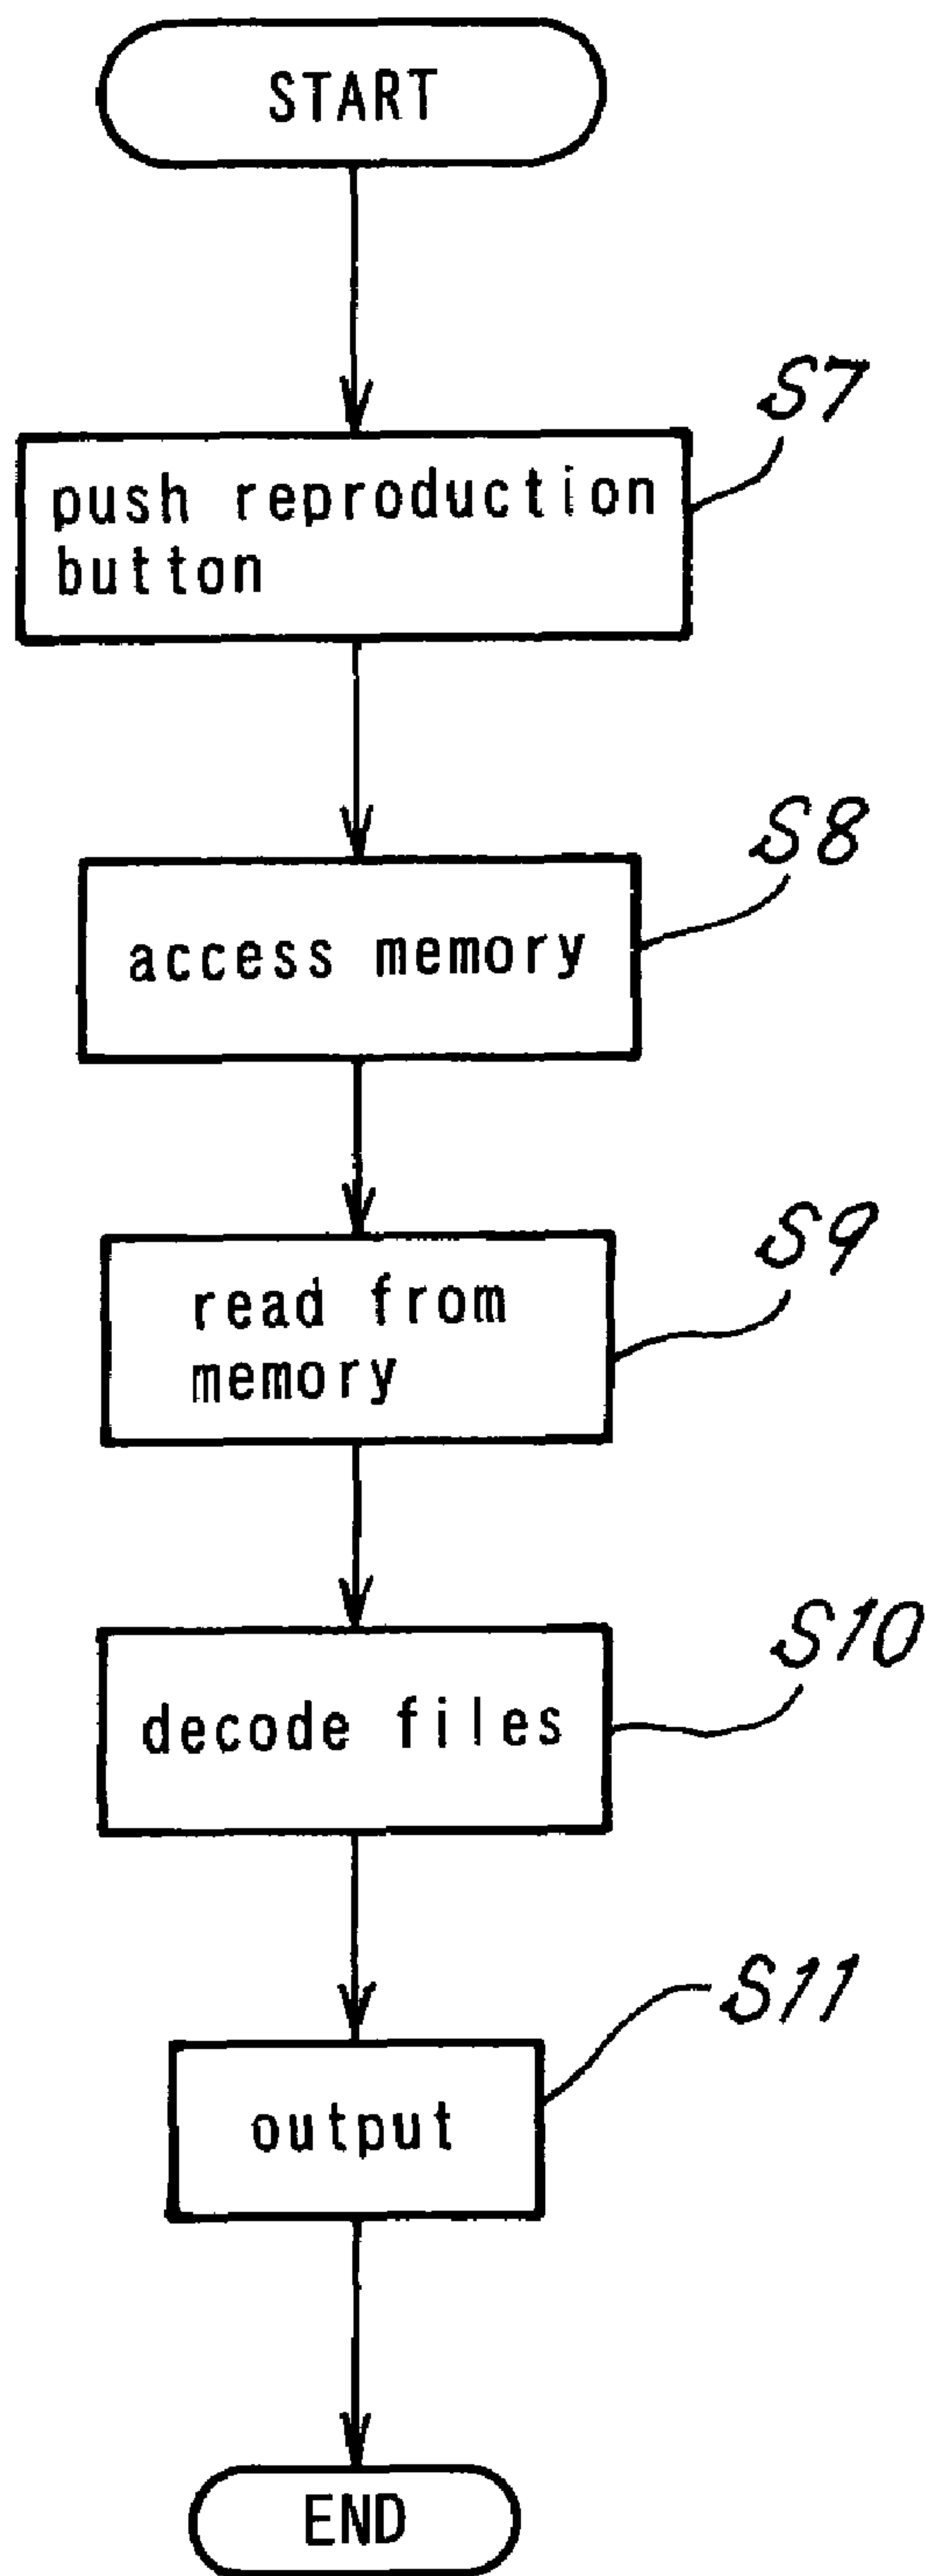 START
S7
push reproduction
button
S8
access memory
S9
read from
memory
S10
decode files
S11
output
END